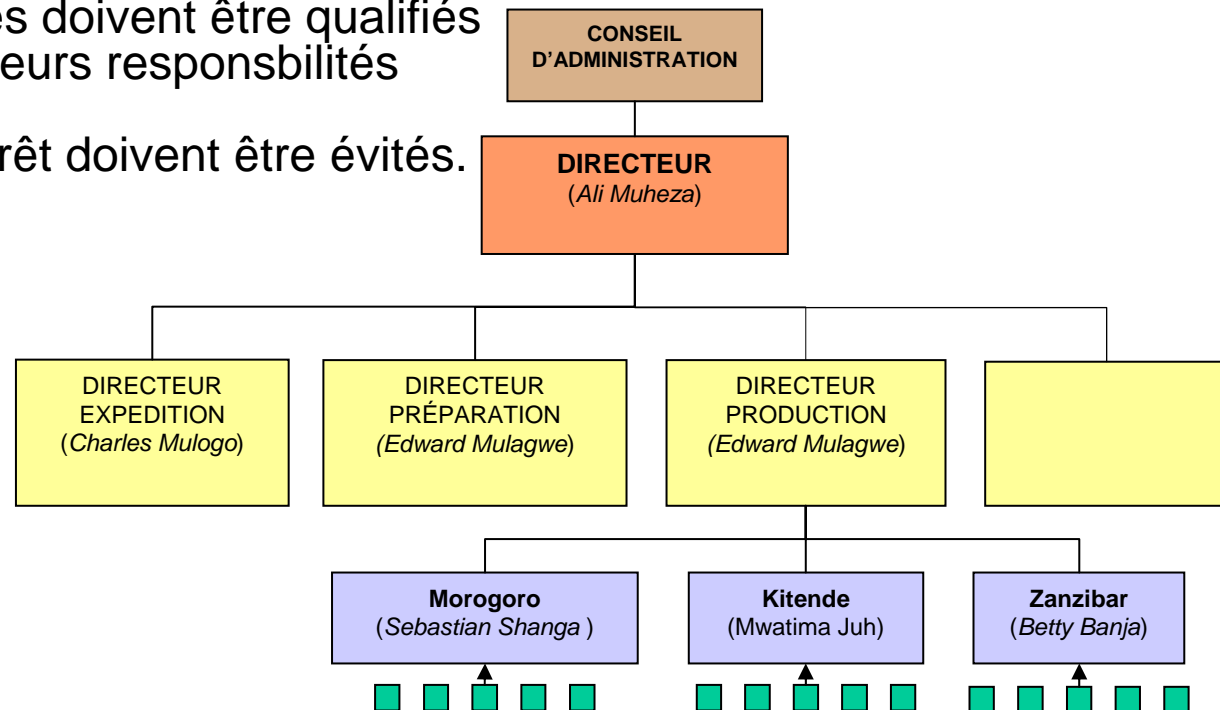 es doivent être qualifiés
eurs responsbilités
rêt doivent être évités.
CONSEIL
D’ADMINISTRATION
DIRECTEUR
(Ali Muheza)
DIRECTEUR
EXPEDITION
(Charles Mulogo)
DIRECTEUR
PRÉPARATION
(Edward Mulagwe)
DIRECTEUR
PRODUCTION
(Edward Mulagwe)
Morogoro
(Sebastian Shanga )
Kitende
(Mwatima Juh)
Zanzibar
(Betty Banja)